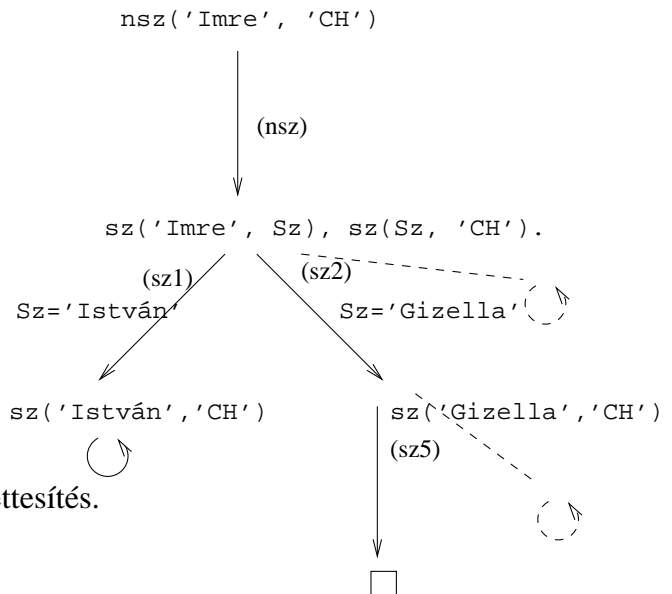 nsz('Imre', 'CH')
(nsz)
sz('Imre', Sz), sz(Sz, 'CH').
(sz1)
(sz2)
Sz='István'
Sz='Gizella'
sz('István','CH')
sz('Gizella','CH')
(sz5)
ttesítés.